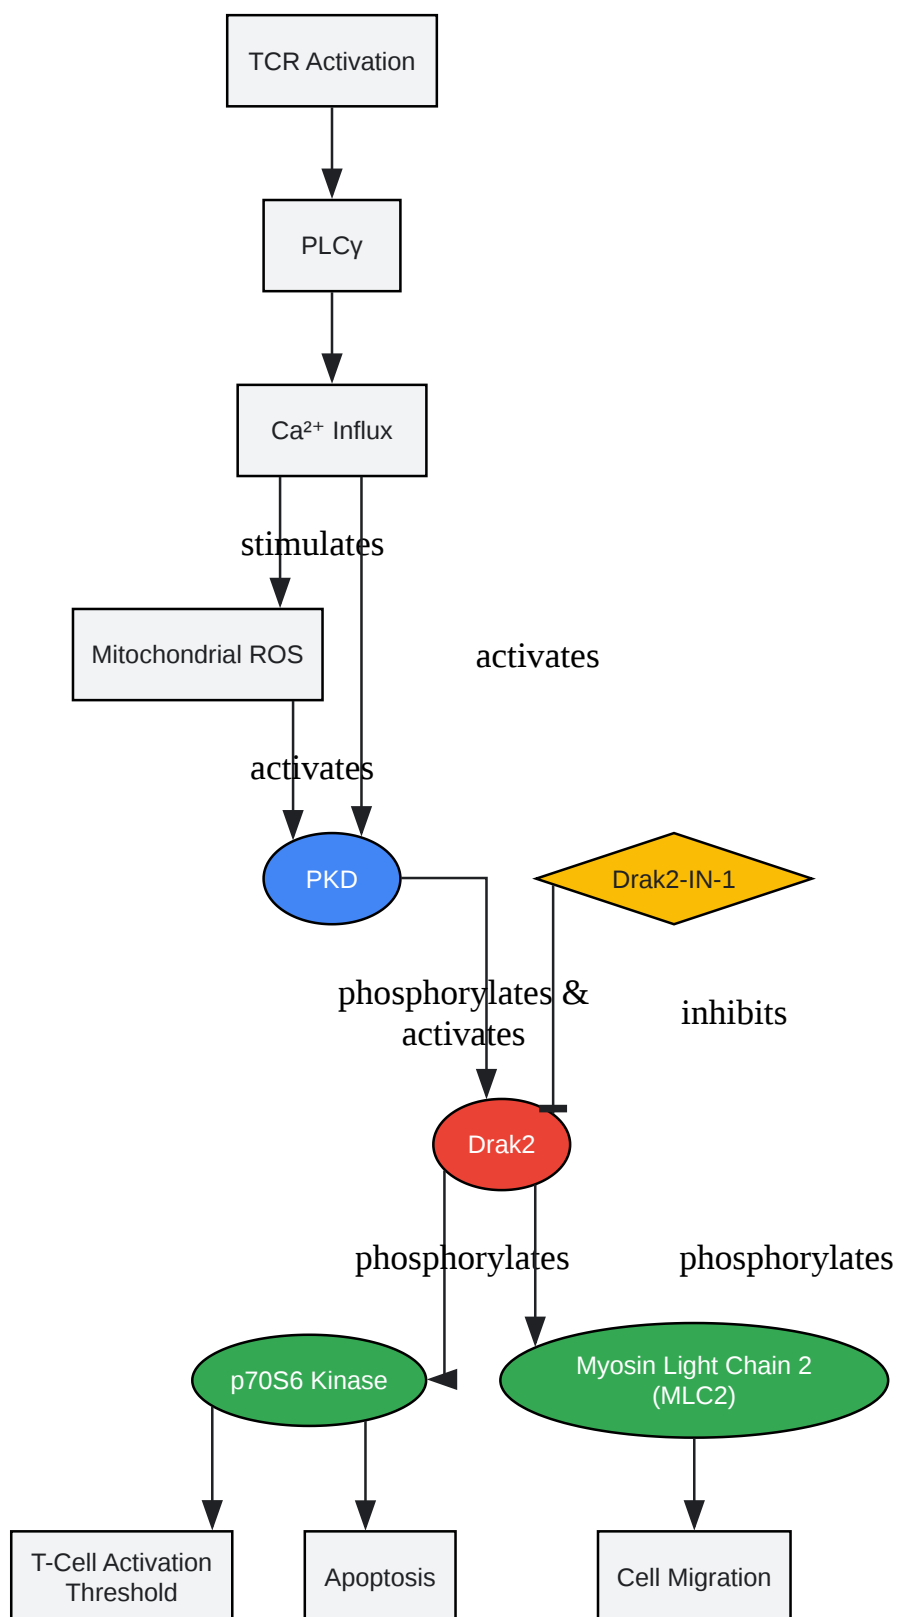 TCR Activation
PLCγ
Ca²⁺ Influx
stimulates
Mitochondrial ROS
activates
activates
PKD
Drak2-IN-1
phosphorylates &
activates
inhibits
Drak2
phosphorylates
phosphorylates
p70S6 Kinase
Myosin Light Chain 2
(MLC2)
T-Cell Activation
Threshold
Apoptosis
Cell Migration